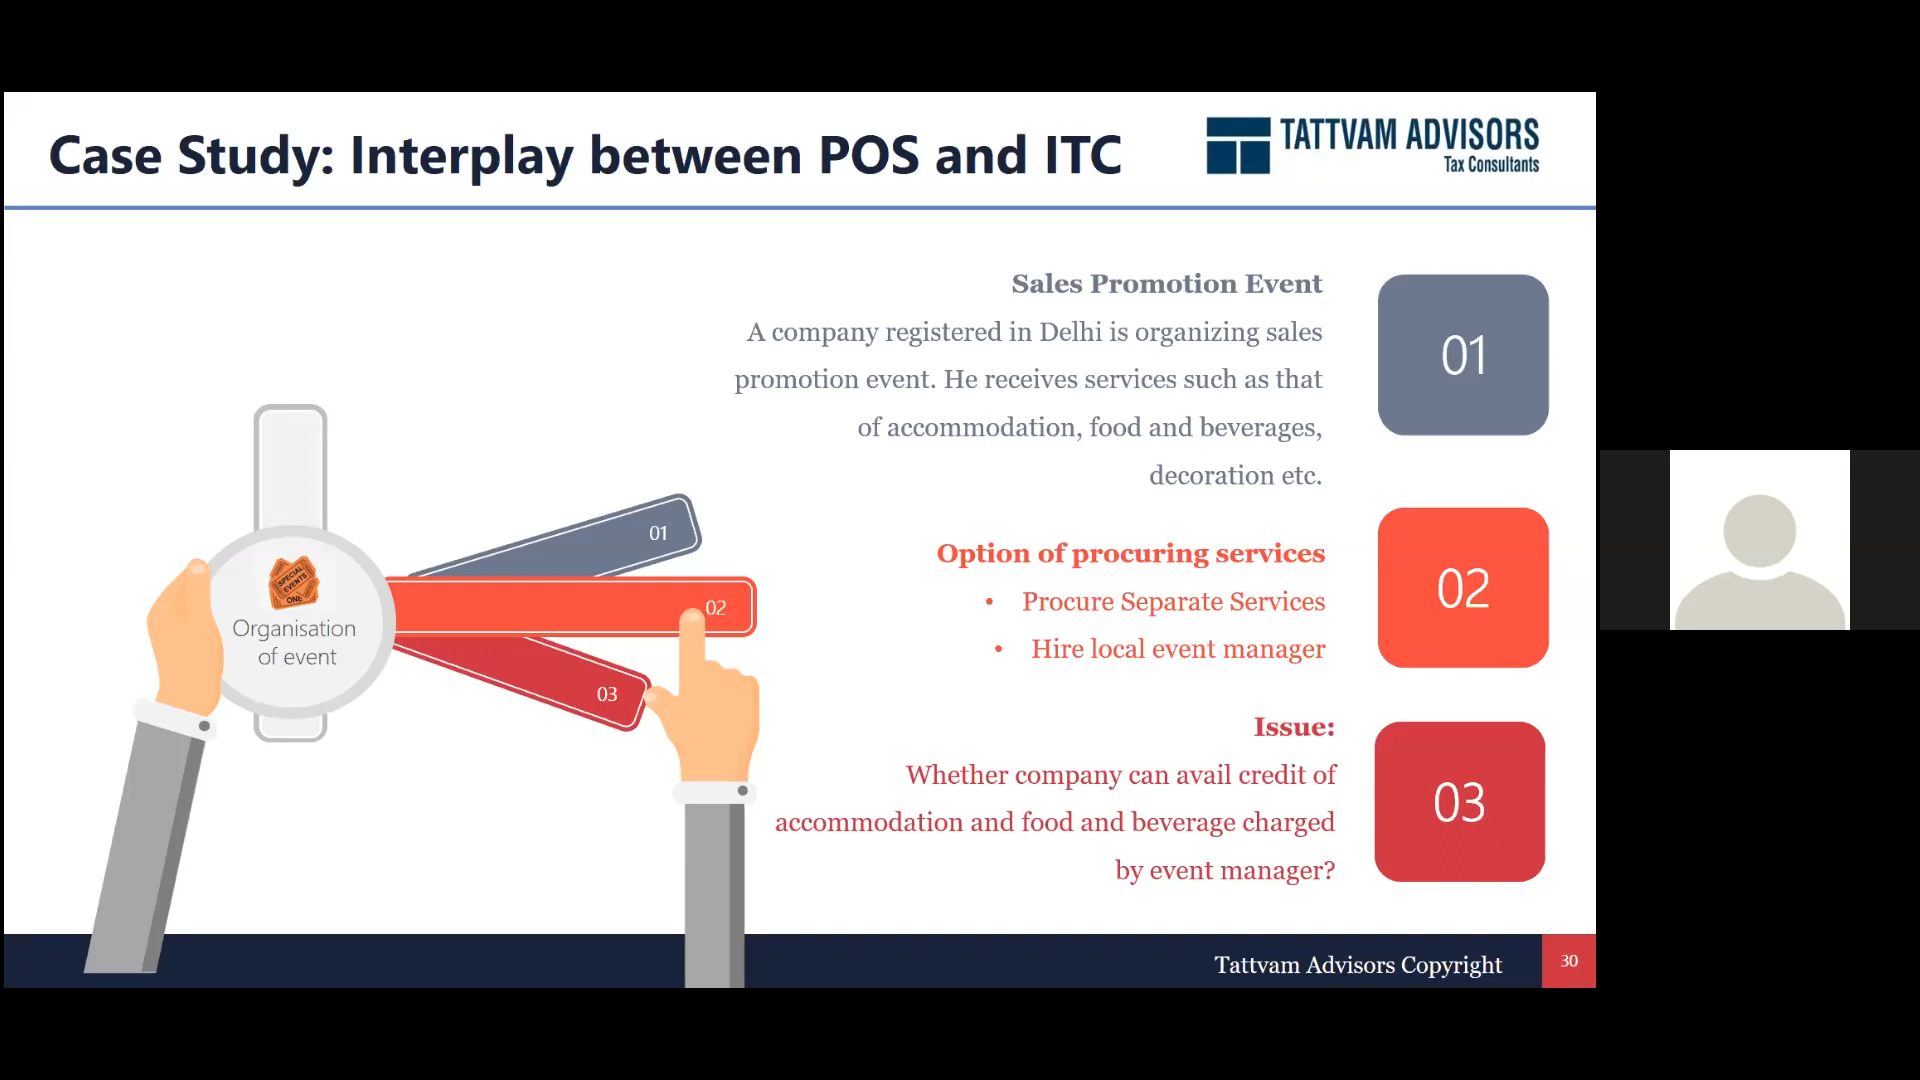 Case Study: Interplay between POS and ITC
TATTVAM ADVISORS
Tax Consultants
Sales Promotion Event
A company registered in Delhi is organizing sales
promotion event. He receives services such as that
of accommodation, food and beverages,
decoration etc.
01
Option of procuring services
• Procure Separate Services
• Hire local event manager
02
Issue:
Whether company can avail credit of
accommodation and food and beverage charged
by event manager?
03
SPECIAL
EVENTS
ONE
Organisation
of event
01
02
03
Tattvam Advisors Copyright
30